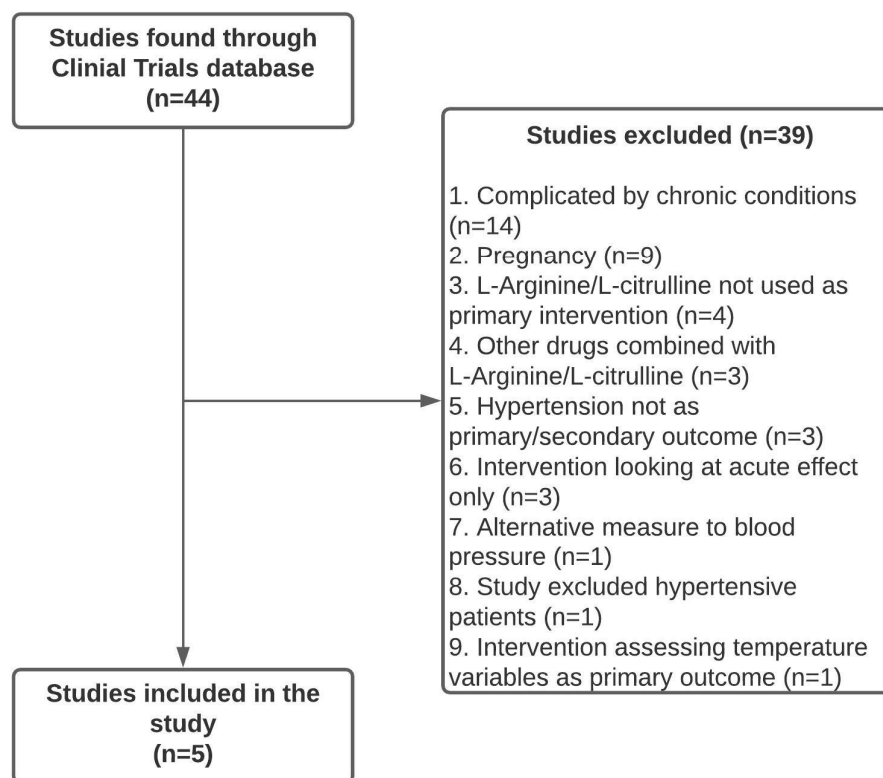 Studies found through
Clinial Trials database
(n=44)
Studies excluded (n=39)
1. Complicated by chronic conditions
(n=14)
2. Pregnancy (n=9)
3. L-Arginine/L-citrulline not used as
primary intervention (n=4)
4. Other drugs combined with
L-Arginine/L-citrulline (n=3)
5. Hypertension not as
primary/secondary outcome (n=3)
6. Intervention looking at acute effect
only (n=3)
7. Alternative measure to blood
pressure (n=1)
8. Study excluded hypertensive
patients (n=1)
9. Intervention assessing temperature
variables as primary outcome (n=1)
Studies included in the
study
(n=5)